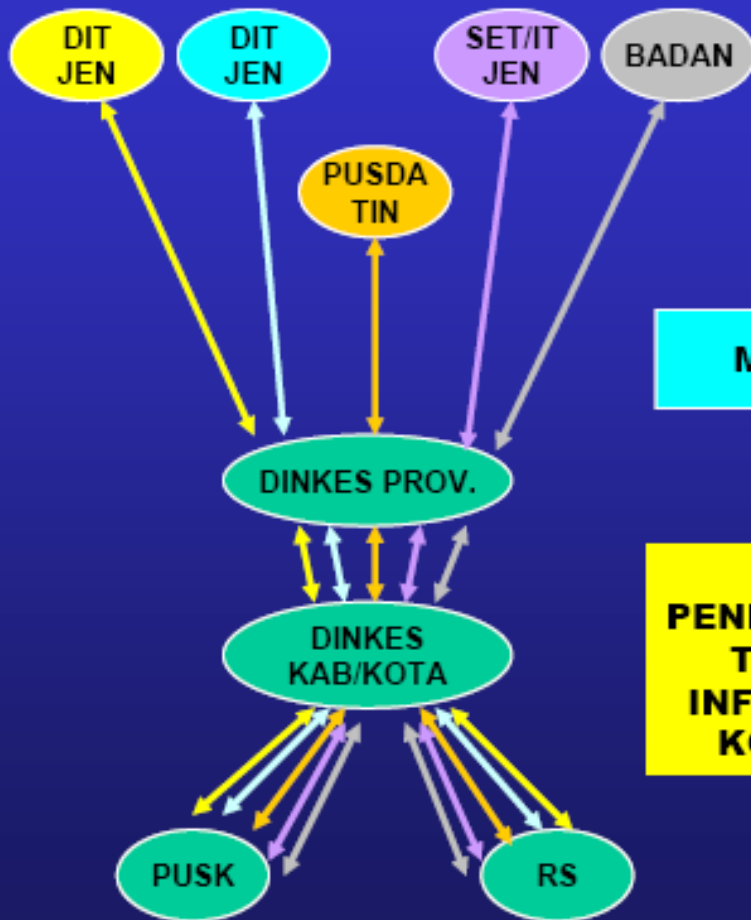 DIT
JEN
DIT
JEN
SET/IT
JEN
BADAN
PUSDA
TIN
DINKES PROV.
DINKES
KAB/KOTA
PUSK
RS